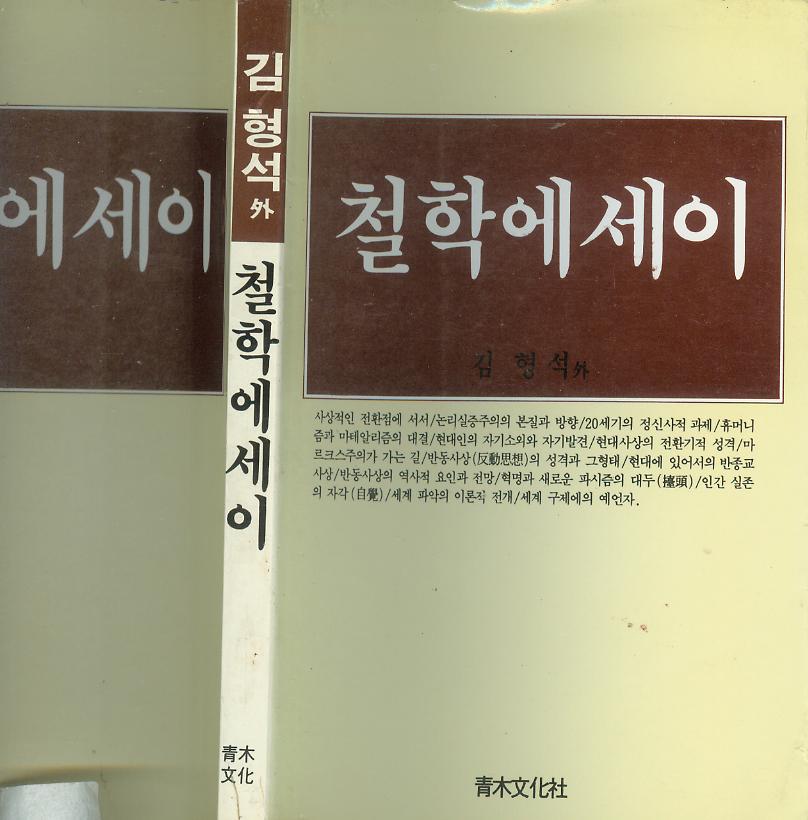 에세이
김형석 外
철학에세이
青木
文化
철학에세이
김형석外
사상적인 전환점에 서서/논리실증주의의 본질과 방향/20세기의 정신사적 과제/휴머니
즘과 마테알리즘의 대결/현대인의 자기소외와 자기발견/현대사상의 전환기적 성격/마
르크스주의가 가는 길/반동사상(反動思想)의 성격과 그형태/현대에 있어서의 반종교
사상/반동사상의 역사적 요인과 전망/혁명과 새로운 파시즘의 대두(擡頭)/인간 실존
의 자각(自覺)/세계 파악의 이론적 전개/세계 구제에의 예언자.
青木文化社